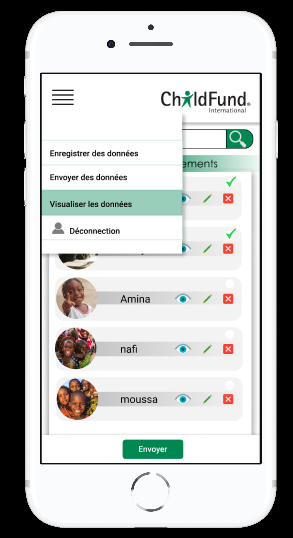 ChildFund®
International
Enregistrer des données
ements
Envoyer des données
Visualiser les données
Déconnection
Amina
nafi
moussa
Envoyer